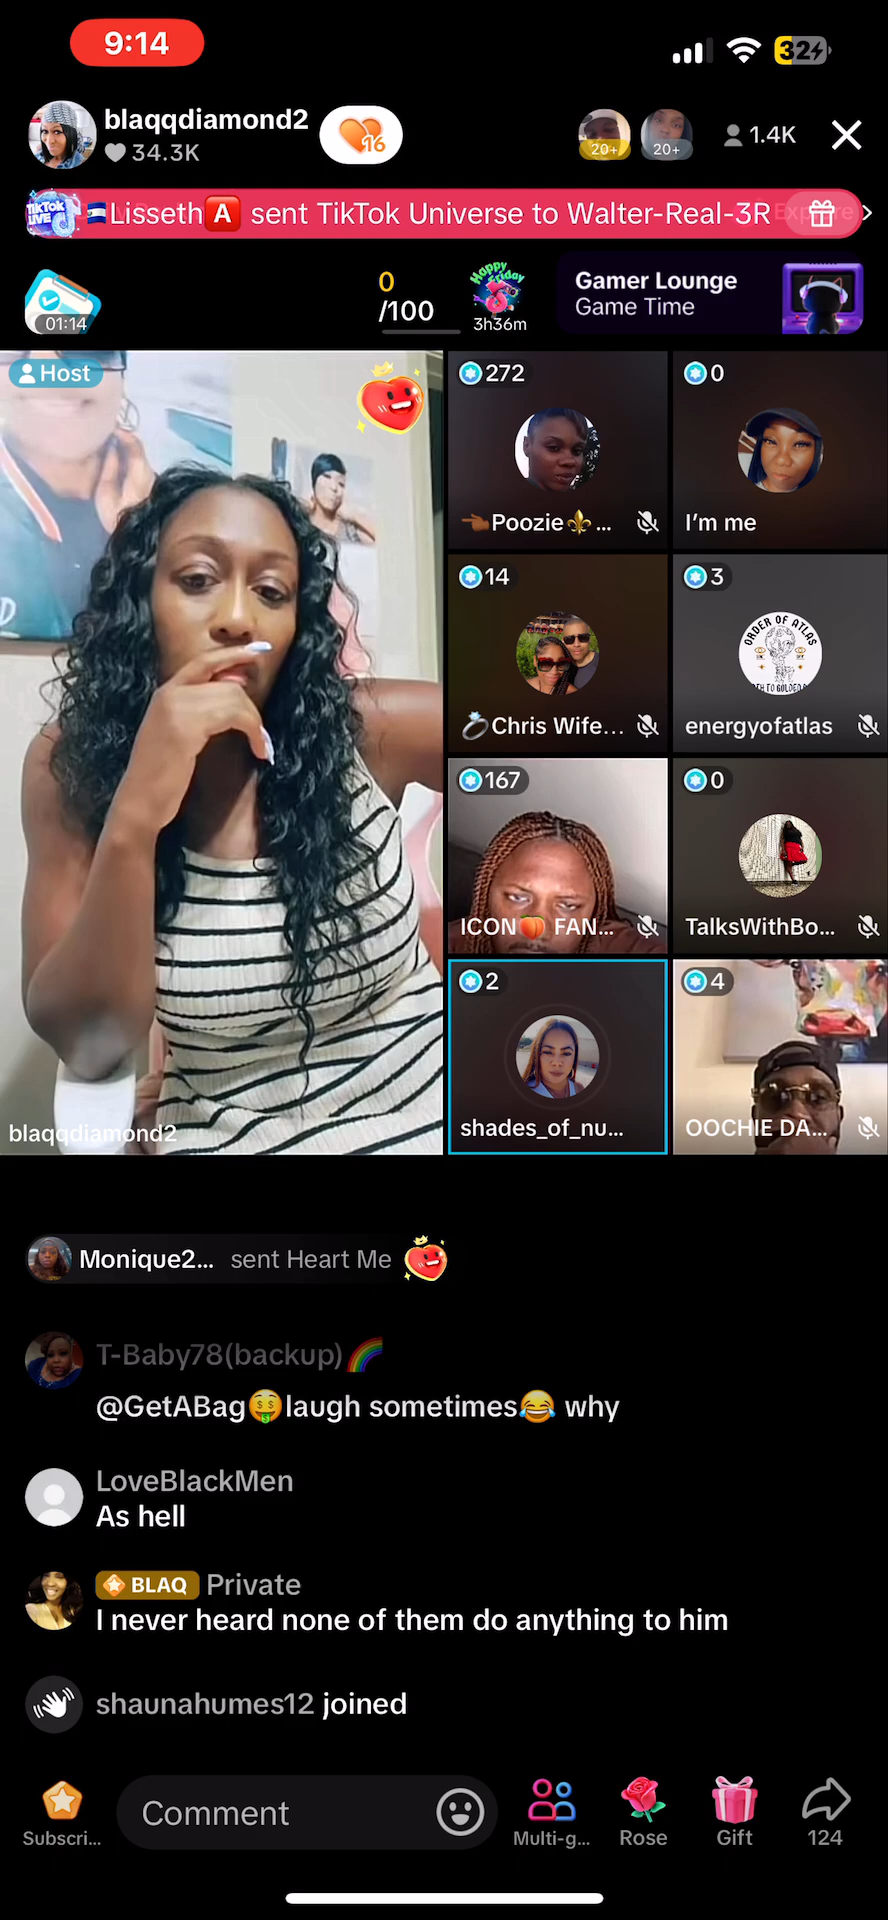 9:14
32
blaqqdiamond2
34.3K
16
20+
20+
1.4K
TikTok LIVE
Lisseth🅰 sent TikTok Universe to Walter-Real-3R
01:14
0
/100
Happy Friday
3h36m
Gamer Lounge
Game Time
Host
272
👈🏾Poozie⚜️...
0
I'm me
14
💍Chris Wife...
3
ORDER OF ATLAS
energyofatlas
167
ICON🍑 FAN...
0
TalksWithBo...
2
shades_of_nu...
4
OOCHIE DA...
blaqqdiamond2
Monique2... sent Heart Me
T-Baby78(backup)🌈
@GetABag🤑laugh sometimes😂 why
LoveBlackMen
As hell
BLAQ Private
I never heard none of them do anything to him
shaunahumes12 joined
Subscri...
Comment
Multi-g...
Rose
Gift
124